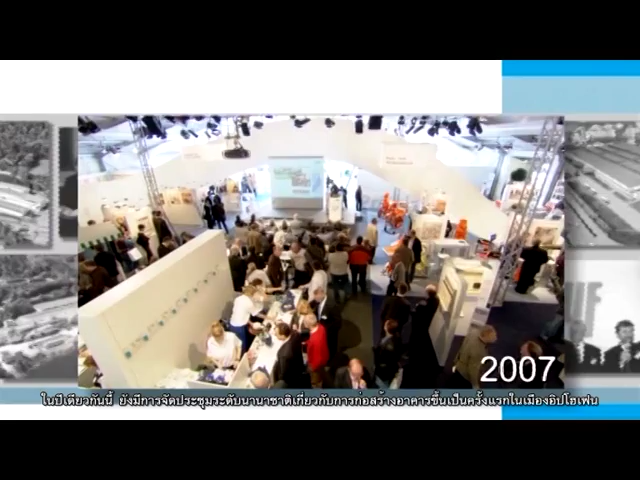 2007
ในปีเดียวกันนี้ ยังมีการจัดประชุมระดับนานาชาติเกี่ยวกับการก่อสร้างอาคารขึ้นเป็นครั้งแรกในเมืองอิปโฮเฟน